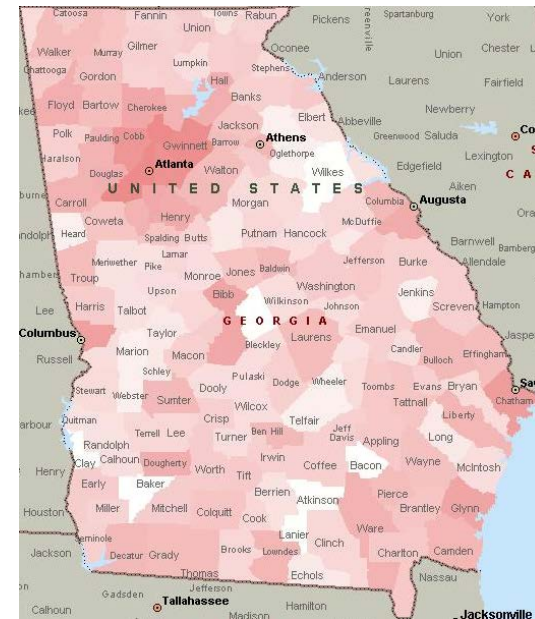 Catoosa Fannin Towns Rabun Pickens Spartanburg York
Union Greenville
Walker Murray Gilmer Oconee Union Chester
Chattooga Lumpkin Stephens Anderson Laurens Fairfield
Gordon Hall
Floyd Bartow Cherokee Banks
Elbert Abbeville Newberry
Polk Paulding Cobb Jackson Greenwood Saluda
Gwinnett Barrow Athens Lexington
Haralson Oglethorpe
Atlanta Walton Wilkes Edgefield
Douglas Aiken
UNITED STATES
Carroll Morgan Columbia Augusta
Henry McDuffie
Coweta
Heard Spalding Butts Putnam Hancock Barnwell Bamberg
Lamar Jefferson Burke Allendale
Meriwether Pike Monroe Jones Baldwin
Troup Washington
Upson Bibb Wilkinson Jenkins
Lee Harris Talbot Johnson Screven Hampton
GEORGIA
Columbus Taylor Emanuel
Bleckley Laurens
Russell Marion Macon Candler Effingham
Bulloch
Schley Pulaski Dodge Wheeler
Stewart Webster Dooly Toombs Evans Bryan
Sumter Tattnall Chatham
Wilcox Liberty
Quitman Crisp Telfair
Terrell Lee Turner Ben Hill Jeff
Davis Appling Long
Randolph
Henry Clay Calhoun Dougherty Irwin Coffee Bacon Wayne McIntosh
Worth Tift
Early Baker
Berrien Atkinson Pierce
Houston Miller Mitchell Colquitt Cook Brantley Glynn
Ware
Lanier Clinch
Jackson Decatur Grady Brooks Lowndes Charlton Camden
Thomas Echols Nassau
Gadsden Jefferson
Calhoun Tallahassee Hamilton
Madison Jacksonville